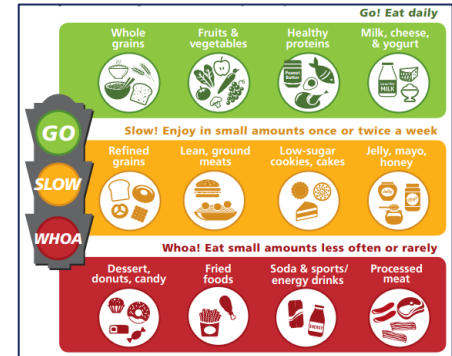 Go! Eat daily
Whole grains
Fruits & vegetables
Healthy proteins
Milk, cheese, & yogurt
Peanut Butter
MILK
GO
Slow! Enjoy in small amounts once or twice a week
Refined grains
Lean, ground meats
Low-sugar cookies, cakes
Jelly, mayo, honey
SLOW
WHOA
Whoa! Eat small amounts less often or rarely
Dessert, donuts, candy
Fried foods
Soda & sports/ energy drinks
Processed meat
ENERGY